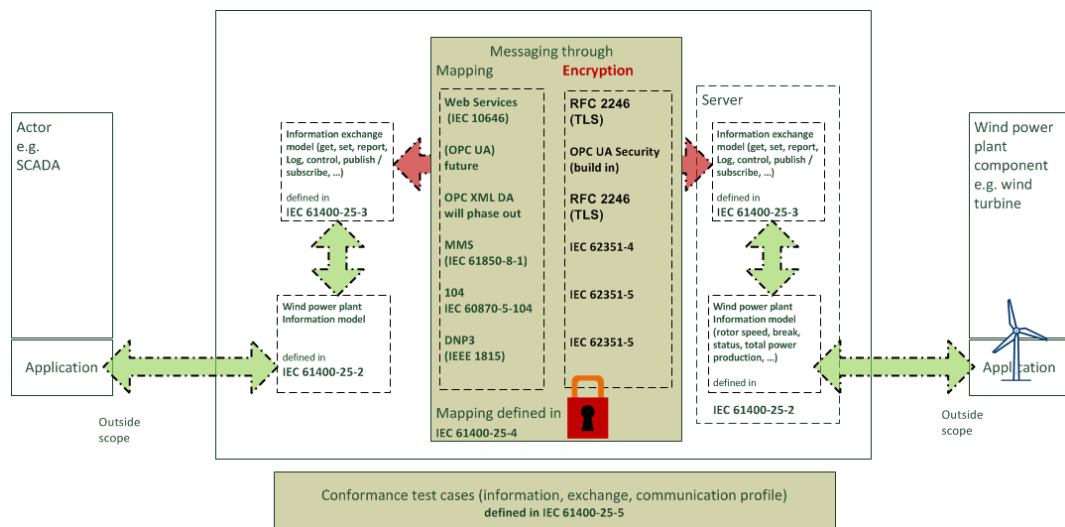 Messaging through
Mapping
Encryption
Web Services
(IEC 10646)
RFC 2246
(TLS)
(OPC UA)
future
OPC UA Security
(build in)
OPC XML DA
will phase out
RFC 2246
(TLS)
MMS
(IEC 61850-8-1)
IEC 62351-4
104
IEC 60870-5-104
IEC 62351-5
DNP3
(IEEE 1815)
IEC 62351-5
Mapping defined in
IEC 61400-25-4
Actor
e.g.
SCADA
Application
Outside
scope
Information exchange
model (get, set, report,
Log, control, publish /
subscribe, ...)
defined in
IEC 61400-25-3
Wind power plant
Information model
defined in
IEC 61400-25-2
Server
Information exchange
model (get, set, report,
Log, control, publish /
subscribe, ...)
defined in
IEC 61400-25-3
Wind power plant
Information model
(rotor speed, break,
status, total power
production, ...)
defined in
IEC 61400-25-2
Wind power
plant
component
e.g. wind
turbine
Application
Outside
scope
Conformance test cases (information, exchange, communication profile)
defined in IEC 61400-25-5